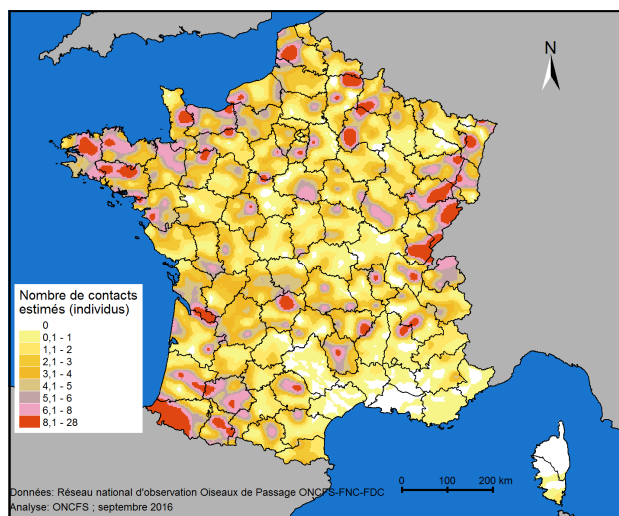 N
Nombre de contacts
estimés (individus)
0
0,1 - 1
1,1 - 2
2,1 - 3
3,1 - 4
4,1 - 5
5,1 - 6
6,1 - 8
8,1 - 28
0 100 200 km
Données: Réseau national d'observation Oiseaux de Passage ONCFS-FNC-FDC
Analyse: ONCFS ; septembre 2016